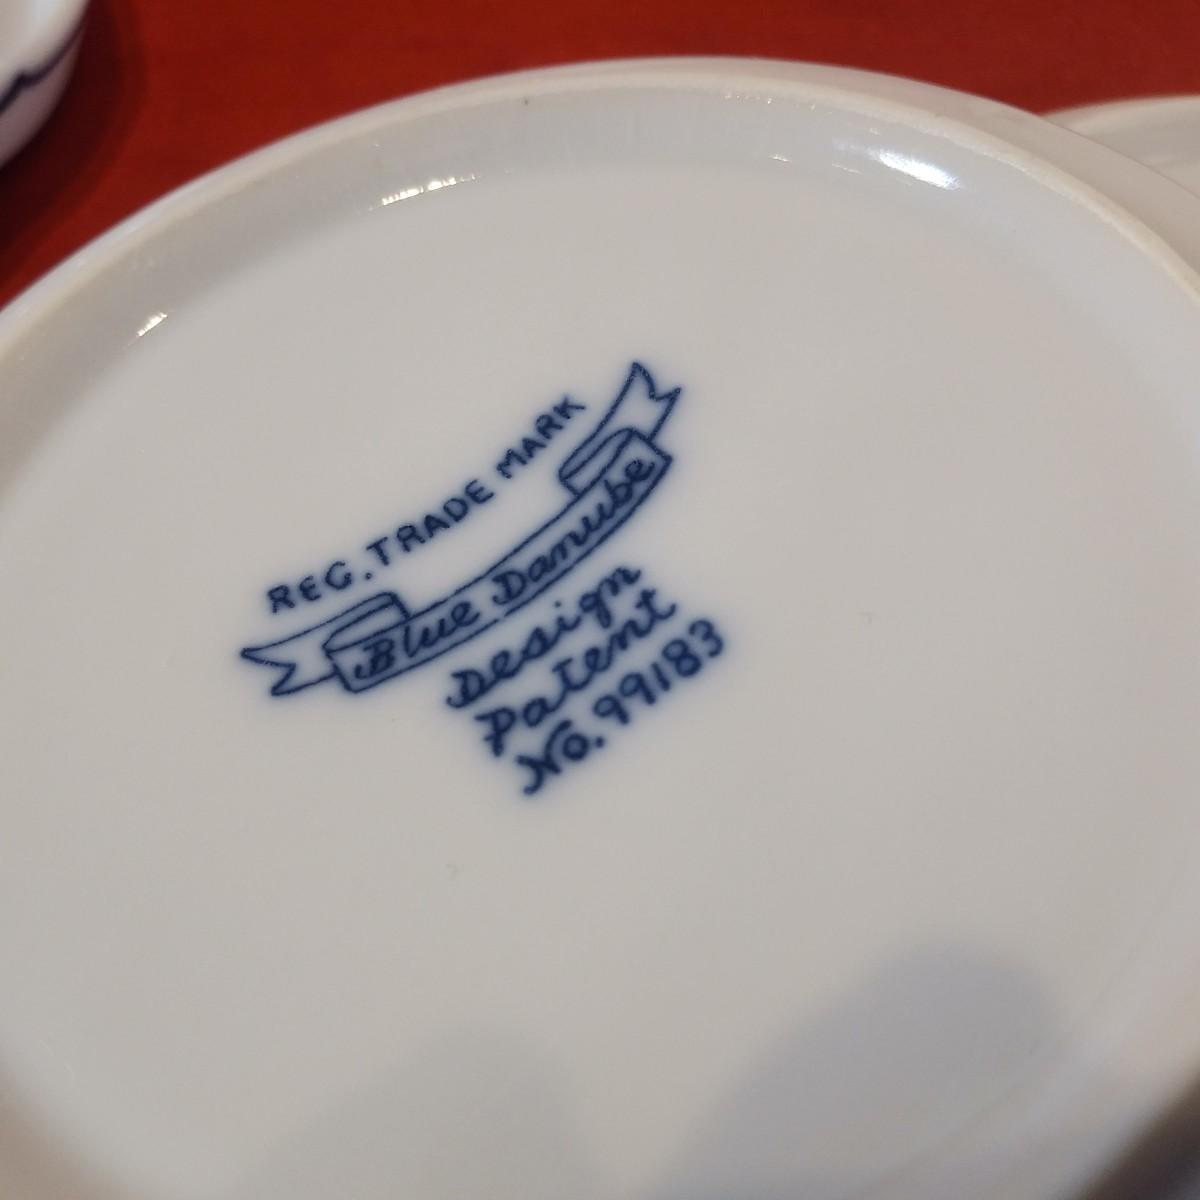 REG. TRADE MARK
Blue Danube
Design
Patent
No. 99183